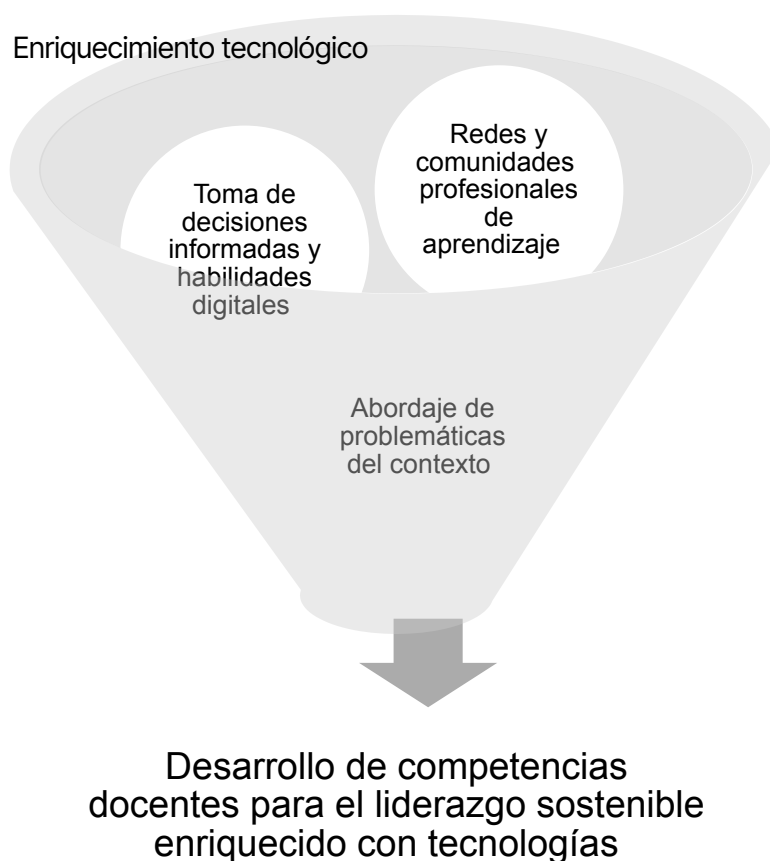 Enriquecimiento tecnológico
Redes y
comunidades
profesionales
de
aprendizaje
Toma de
decisiones
informadas y
habilidades
digitales
Abordaje de
problemáticas
del contexto
Desarrollo de competencias
docentes para el liderazgo sostenible
enriquecido con tecnologías